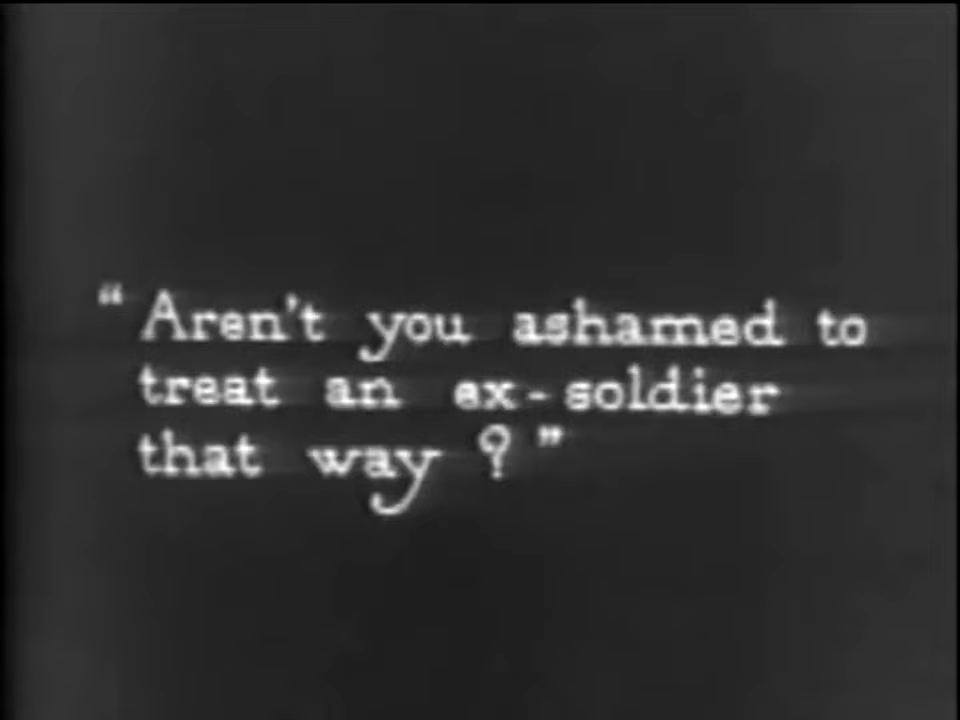 “Aren't you ashamed to
treat an ex-soldier
that way?”